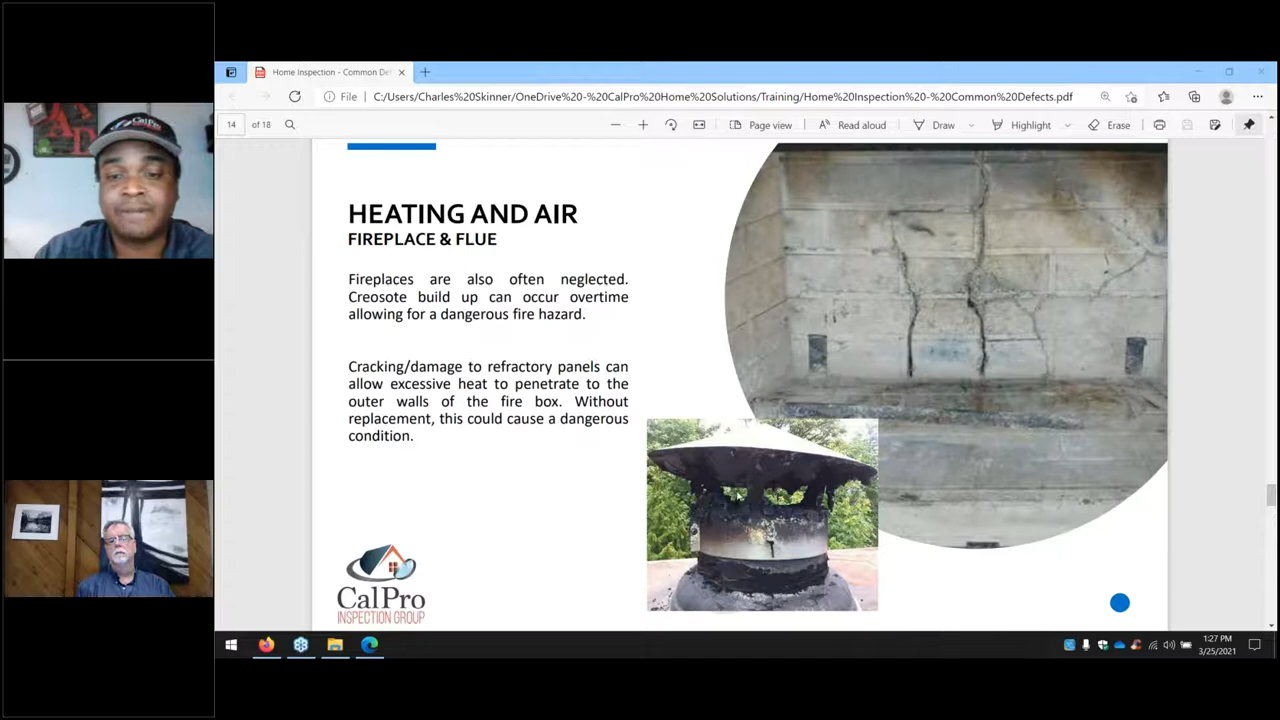 Home Inspection - Common De
File
C:/Users/Charles%20Skinner/OneDrive%20-%20CalPro%20Home%20Solutions/Training/Home%20Inspection%20-%20Common%20Defects.pdf
14 of 18
Page view
Read aloud
Draw
Highlight
Erase
CalPro
HEATING AND AIR
FIREPLACE & FLUE
Fireplaces are also often neglected.
Creosote build up can occur overtime
allowing for a dangerous fire hazard.
Cracking/damage to refractory panels can
allow excessive heat to penetrate to the
outer walls of the fire box. Without
replacement, this could cause a dangerous
condition.
CalPro
INSPECTION GROUP
1:27 PM
3/25/2021